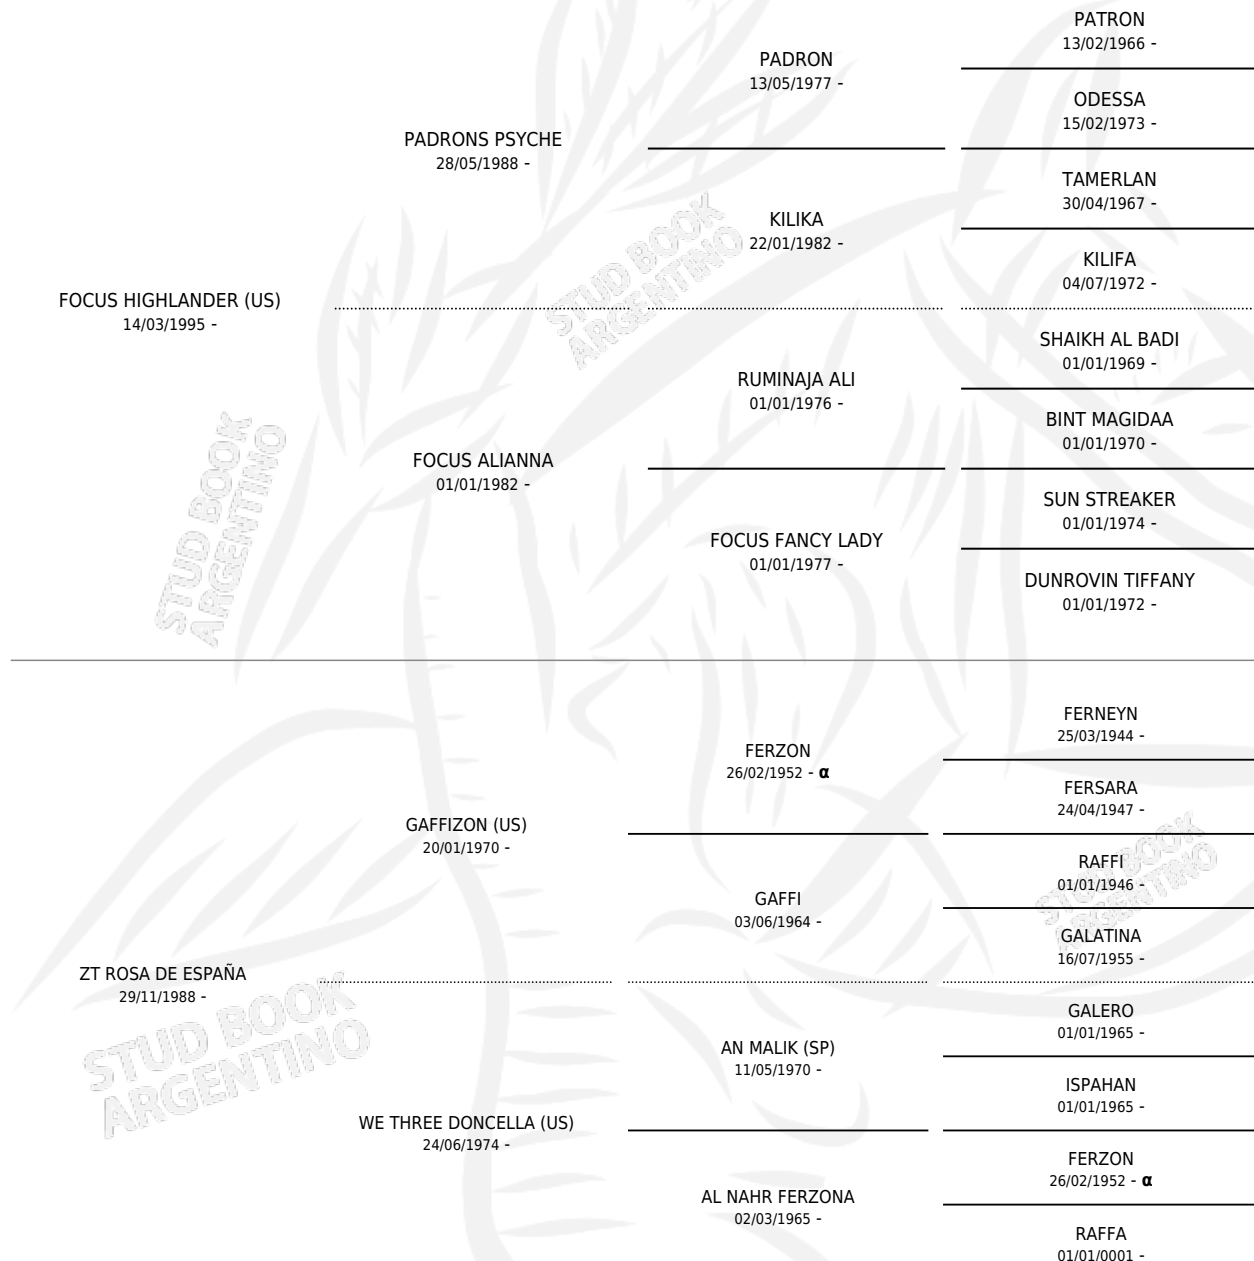 PATRON
13/02/1966 -
PADRON
13/05/1977 -
ODESSA
15/02/1973 -
PADRONS PSYCHE
28/05/1988 -
TAMERLAN
30/04/1967 -
KILIKA
22/01/1982 -
KILIFA
04/07/1972 -
FOCUS HIGHLANDER (US)
14/03/1995 -
SHAIKH AL BADI
01/01/1969 -
RUMINAJA ALI
01/01/1976 -
BINT MAGIDAA
01/01/1970 -
FOCUS ALIANNA
01/01/1982 -
SUN STREAKER
01/01/1974 -
FOCUS FANCY LADY
01/01/1977 -
DUNROVIN TIFFANY
01/01/1972 -
FERNEYN
25/03/1944 -
FERZON
26/02/1952 - α
FERSARA
24/04/1947 -
GAFFIZON (US)
20/01/1970 -
RAFFI
01/01/1946 -
GAFFI
03/06/1964 -
GALATINA
16/07/1955 -
ZT ROSA DE ESPAÑA
29/11/1988 -
GALERO
01/01/1965 -
AN MALIK (SP)
11/05/1970 -
ISPAHAN
01/01/1965 -
WE THREE DONCELLA (US)
24/06/1974 -
FERZON
26/02/1952 - α
AL NAHR FERZONA
02/03/1965 -
RAFFA
01/01/0001 -
STUD BOOK
ARGENTINO
STUD BOOK
ARGENTINO
STUD BOOK
ARGENTINO
STUD BOOK
ARGENTINO